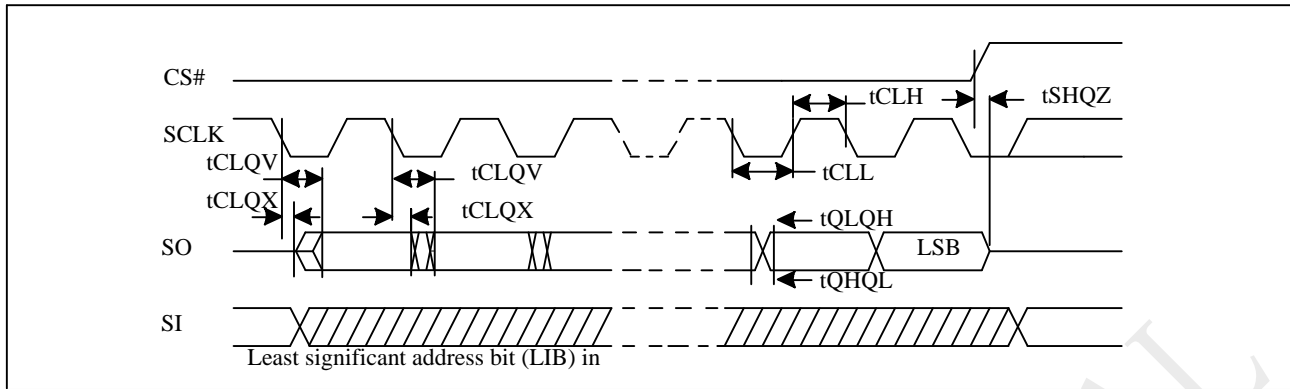 CS#
tCLH
tSHQZ
SCLK
tCLQV
tCLQV
tCLL
tCLQX
tCLQX
tQLQH
SO
LSB
tQHQL
SI
Least significant address bit (LIB) in